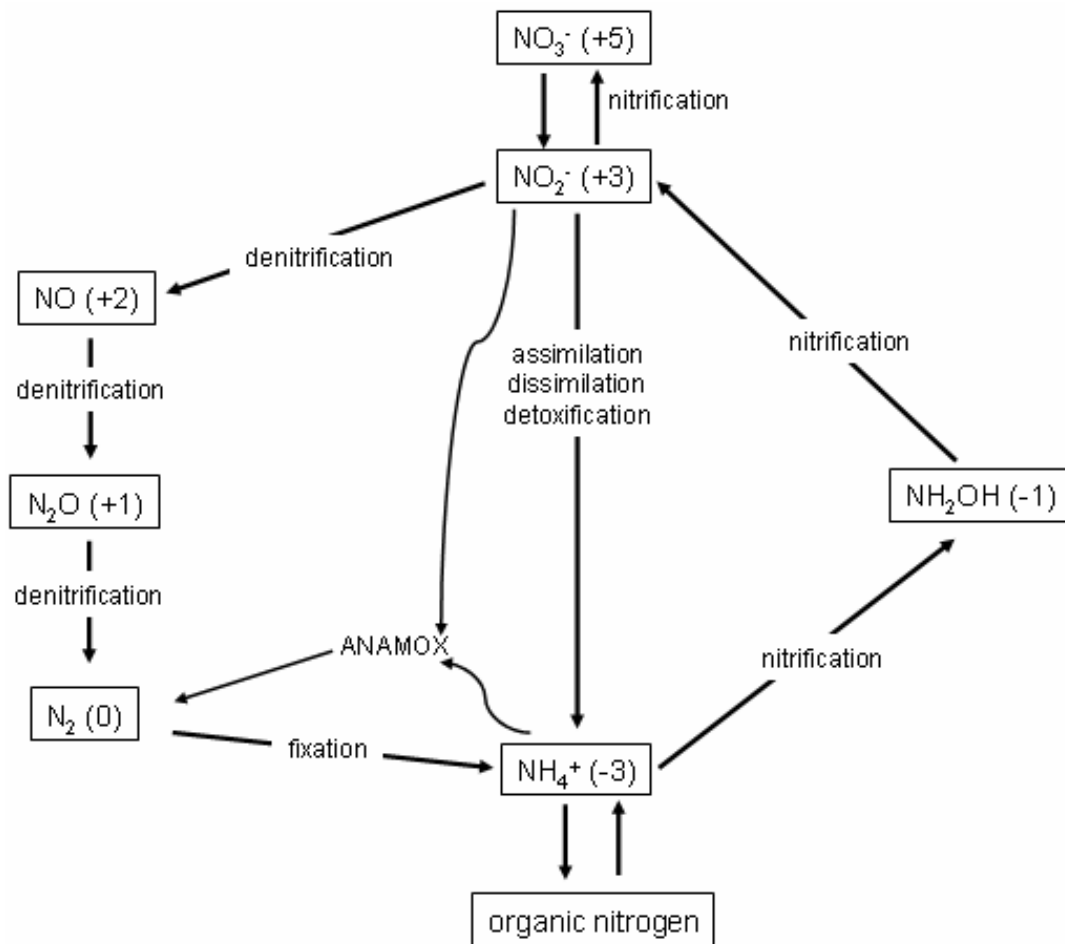 NO₃⁻ (+5)
nitrification
NO₂⁻ (+3)
denitrification
NO (+2)
nitrification
assimilation
dissimilation
detoxification
denitrification
N₂O (+1)
NH₂OH (-1)
denitrification
ANAMOX
nitrification
N₂ (0)
fixation
NH₄⁺ (-3)
organic nitrogen